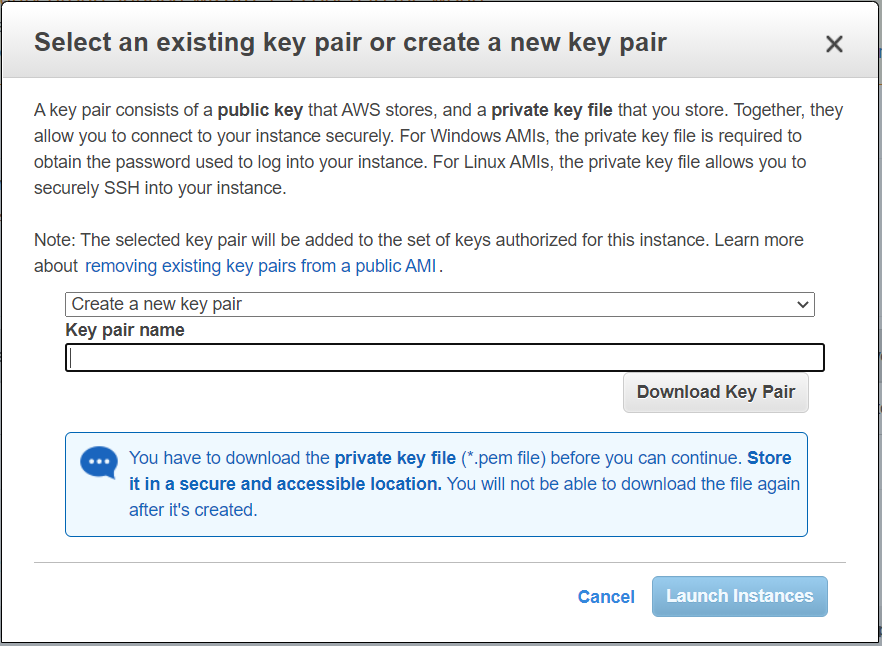 Select an existing key pair or create a new key pair
A key pair consists of a public key that AWS stores, and a private key file that you store. Together, they
allow you to connect to your instance securely. For Windows AMIs, the private key file is required to
obtain the password used to log into your instance. For Linux AMIs, the private key file allows you to
securely SSH into your instance.
Note: The selected key pair will be added to the set of keys authorized for this instance. Learn more
about removing existing key pairs from a public AMI.
Create a new key pair
Key pair name
Download Key Pair
You have to download the private key file (*.pem file) before you can continue. Store
it in a secure and accessible location. You will not be able to download the file again
after it's created.
Cancel
Launch Instances